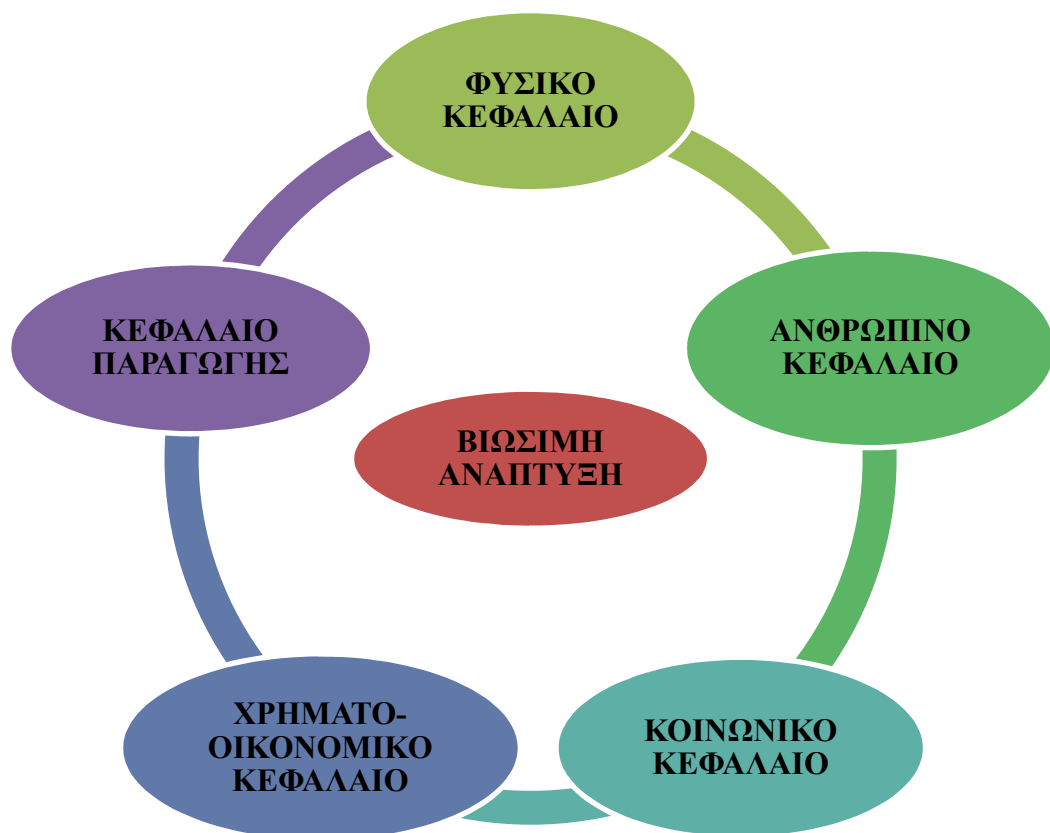 ΦΥΣΙΚΟ
ΚΕΦΑΛΑΙΟ
ΑΝΘΡΩΠΙΝΟ
ΚΕΦΑΛΑΙΟ
ΚΟΙΝΩΝΙΚΟ
ΚΕΦΑΛΑΙΟ
ΧΡΗΜΑΤΟ-
ΟΙΚΟΝΟΜΙΚΟ
ΚΕΦΑΛΑΙΟ
ΚΕΦΑΛΑΙΟ
ΠΑΡΑΓΩΓΗΣ
ΒΙΩΣΙΜΗ
ΑΝΑΠΤΥΞΗ